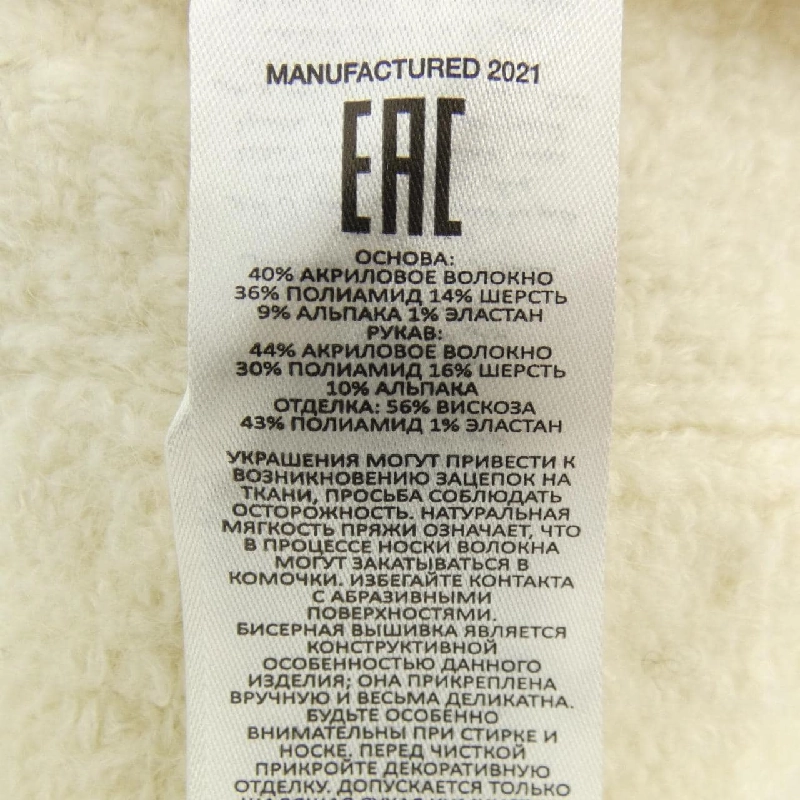 MANUFACTURED 2021
EAC
ОСНОВА:
40% АКРИЛОВОЕ ВОЛОКНО
36% ПОЛИАМИД 14% ШЕРСТЬ
9% АЛЬПАКА 1% ЭЛАСТАН
РУКАВ:
44% АКРИЛОВОЕ ВОЛОКНО
30% ПОЛИАМИД 16% ШЕРСТЬ
10% АЛЬПАКА
ОТДЕЛКА: 56% ВИСКОЗА
43% ПОЛИАМИД 1% ЭЛАСТАН
УКРАШЕНИЯ МОГУТ ПРИВЕСТИ К
ВОЗНИКНОВЕНИЮ ЗАЦЕПОК НА
ТКАНИ, ПРОСЬБА СОБЛЮДАТЬ
ОСТОРОЖНОСТЬ. НАТУРАЛЬНАЯ
МЯГКОСТЬ ПРЯЖИ ОЗНАЧАЕТ, ЧТО
В ПРОЦЕССЕ НОСКИ ВОЛОКНА
МОГУТ ЗАКАТЫВАТЬСЯ В
КОМОЧКИ. ИЗБЕГАЙТЕ КОНТАКТА
С АБРАЗИВНЫМИ
ПОВЕРХНОСТЯМИ.
БИСЕРНАЯ ВЫШИВКА ЯВЛЯЕТСЯ
КОНСТРУКТИВНОЙ
ОСОБЕННОСТЬЮ ДАННОГО
ИЗДЕЛИЯ; ОНА ПРИКРЕПЛЕНА
ВРУЧНУЮ И ВЕСЬМА ДЕЛИКАТНА.
БУДЬТЕ ОСОБЕННО
ВНИМАТЕЛЬНЫ ПРИ СТИРКЕ И
НОСКЕ. ПЕРЕД ЧИСТКОЙ
ПРИКРОЙТЕ ДЕКОРАТИВНУЮ
ОТДЕЛКУ. ДОПУСКАЕТСЯ ТОЛЬКО